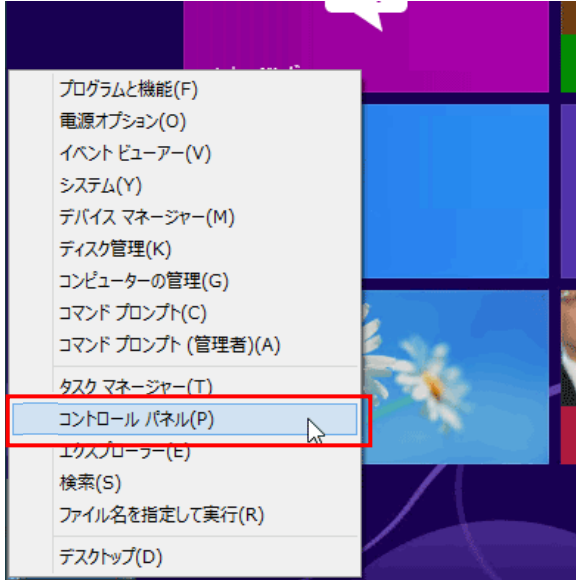 プログラムと機能(F)
電源オプション(O)
イベント ビューアー(V)
システム(Y)
デバイス マネージャー(M)
ディスク管理(K)
コンピューターの管理(G)
コマンド プロンプト(C)
コマンド プロンプト (管理者)(A)
タスク マネージャー(T)
コントロール パネル(P)
エクスプローラー(E)
検索(S)
ファイル名を指定して実行(R)
デスクトップ(D)